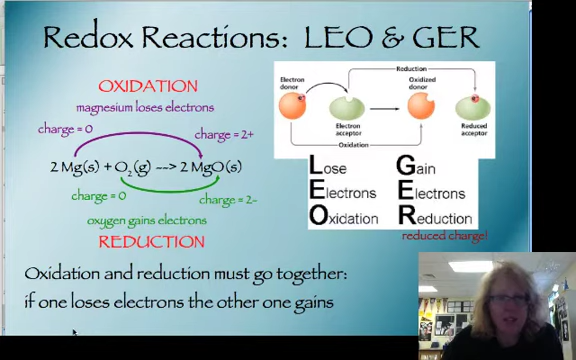 Redox Reactions: LEO & GER
OXIDATION
magnesium loses electrons
charge = 0
charge = 2+
2 Mg(s) + O2(g) --> 2 MgO(s)
charge = 0
charge = 2-
oxygen gains electrons
REDUCTION
Reduction
Electron donor
Oxidized donor
Electron acceptor
Reduced acceptor
Oxidation
Lose
Electrons
Oxidation
Gain
Electrons
Reduction
reduced charge!
Oxidation and reduction must go together:
if one loses electrons the other one gains